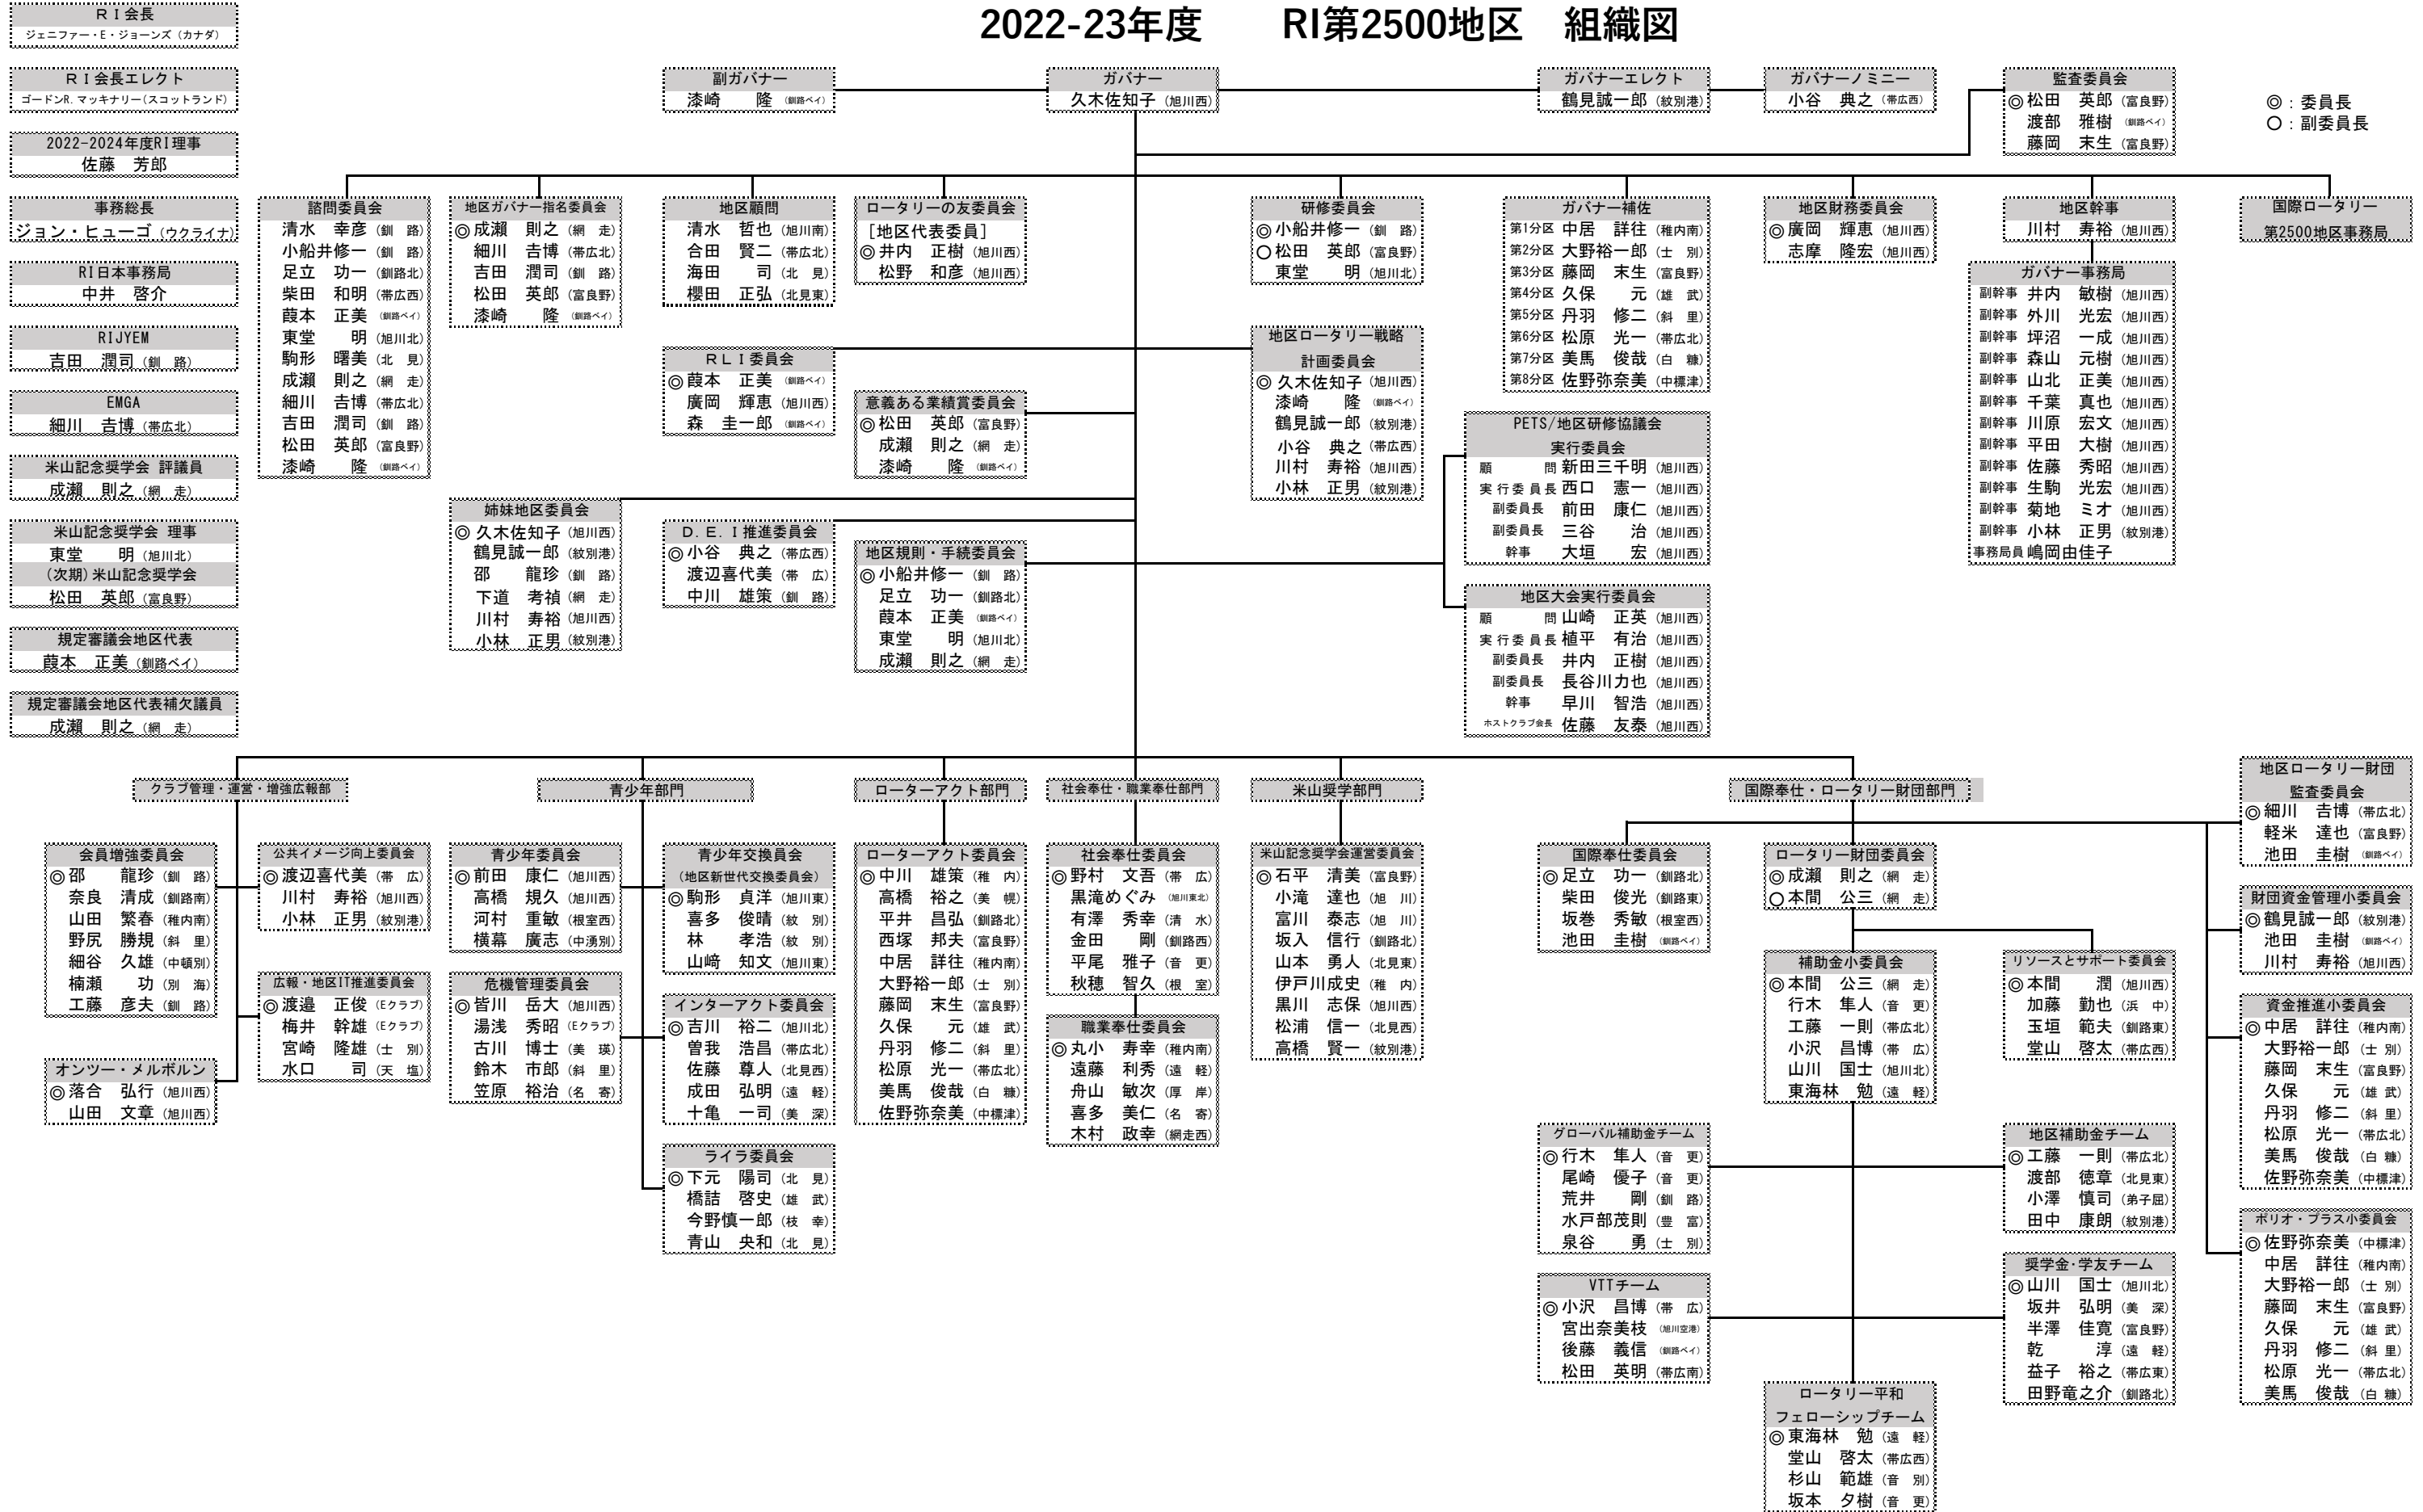 2022-23年度　RI第2500地区　組織図
ＲＩ会長
ジェニファー・E・ジョーンズ（カナダ）
ＲＩ会長エレクト
ゴードンR.マッキナリー(スコットランド)
2022-2024年度RI理事
佐藤　芳郎
事務総長
ジョン・ヒューゴ（ウクライナ）
RI日本事務局
中井　啓介
RIJYEM
吉田　潤司（釧　路）
EMGA
細川　吉博（帯広北）
米山記念奨学会 評議員
成瀬　則之（網　走）
米山記念奨学会 理事
東堂　　明（旭川北）
(次期)米山記念奨学会
松田　英郎（富良野）
規定審議会地区代表
葭本　正美（釧路ベイ）
規定審議会地区代表補欠議員
成瀬　則之（網　走）
副ガバナー
漆崎　　隆（釧路ベイ）
ガバナー
久木佐知子（旭川西）
ガバナーエレクト
鶴見誠一郎（紋別港）
ガバナーノミニー
小谷　典之（帯広西）
監査委員会
◎松田　英郎（富良野）
渡部　雅樹（釧路ベイ）
藤岡　末生（富良野）
◎：委員長
○：副委員長
諮問委員会
清水　幸彦（釧　路）
小船井修一（釧　路）
足立　功一（釧路北）
柴田　和明（帯広西）
葭本　正美（釧路ベイ）
東堂　　明（旭川北）
駒形　曙美（北　見）
成瀬　則之（網　走）
細川　吉博（帯広北）
吉田　潤司（釧　路）
松田　英郎（富良野）
漆崎　　隆（釧路ベイ）
地区ガバナー指名委員会
◎成瀬　則之（網　走）
細川　吉博（帯広北）
吉田　潤司（釧　路）
松田　英郎（富良野）
漆崎　　隆（釧路ベイ）
地区顧問
清水　哲也（旭川南）
合田　賢二（帯広北）
海田　　司（北　見）
櫻田　正弘（北見東）
ロータリーの友委員会
[地区代表委員]
◎井内　正樹（旭川西）
松野　和彦（旭川西）
研修委員会
◎小船井修一（釧　路）
○松田　英郎（富良野）
東堂　　明（旭川北）
ガバナー補佐
第1分区 中居　詳往（稚内南）
第2分区 大野裕一郎（士　別）
第3分区 藤岡　末生（富良野）
第4分区 久保　　元（雄　武）
第5分区 丹羽　修二（斜　里）
第6分区 松原　光一（帯広北）
第7分区 美馬　俊哉（白　糠）
第8分区 佐野弥奈美（中標津）
地区財務委員会
◎廣岡　輝恵（旭川西）
志摩　隆宏（旭川西）
地区幹事
川村　寿裕（旭川西）
国際ロータリー
第2500地区事務局
ガバナー事務局
副幹事 井内　敏樹（旭川西）
副幹事 外川　光宏（旭川西）
副幹事 坪沼　一成（旭川西）
副幹事 森山　元樹（旭川西）
副幹事 山北　正美（旭川西）
副幹事 千葉　真也（旭川西）
副幹事 川原　宏文（旭川西）
副幹事 平田　大樹（旭川西）
副幹事 佐藤　秀昭（旭川西）
副幹事 生駒　光宏（旭川西）
副幹事 菊地　ミオ（旭川西）
副幹事 小林　正男（紋別港）
事務局員 嶋岡由佳子
ＲＬＩ委員会
◎葭本　正美（釧路ベイ）
廣岡　輝恵（旭川西）
森　圭一郎（釧路ベイ）
意義ある業績賞委員会
◎松田　英郎（富良野）
成瀬　則之（網　走）
漆崎　　隆（釧路ベイ）
地区ロータリー戦略
計画委員会
◎久木佐知子（旭川西）
漆崎　　隆（釧路ベイ）
鶴見誠一郎（紋別港）
小谷　典之（帯広西）
川村　寿裕（旭川西）
小林　正男（紋別港）
PETS/地区研修協議会
実行委員会
顧　　問 新田三千明（旭川西）
実行委員長 西口　憲一（旭川西）
副委員長 前田　康仁（旭川西）
副委員長 三谷　　治（旭川西）
幹事 大垣　　宏（旭川西）
姉妹地区委員会
◎久木佐知子（旭川西）
鶴見誠一郎（紋別港）
邵　　龍珍（釧　路）
下道　考禎（網　走）
川村　寿裕（旭川西）
小林　正男（紋別港）
Ｄ.Ｅ.Ｉ推進委員会
◎小谷　典之（帯広西）
渡辺喜代美（帯　広）
中川　雄策（釧　路）
地区規則・手続委員会
◎小船井修一（釧　路）
足立　功一（釧路北）
葭本　正美（釧路ベイ）
東堂　　明（旭川北）
成瀬　則之（網　走）
地区大会実行委員会
顧　　問 山崎　正英（旭川西）
実行委員長 植平　有治（旭川西）
副委員長 井内　正樹（旭川西）
副委員長 長谷川力也（旭川西）
幹事 早川　智浩（旭川西）
ホストクラブ会長 佐藤　友泰（旭川西）
クラブ管理・運営・増強広報部
青少年部門
ローターアクト部門
社会奉仕・職業奉仕部門
米山奨学部門
国際奉仕・ロータリー財団部門
地区ロータリー財団
監査委員会
◎細川　吉博（帯広北）
軽米　達也（富良野）
池田　圭樹（釧路ベイ）
会員増強委員会
◎邵　　龍珍（釧　路）
奈良　清成（釧路南）
山田　繁春（稚内南）
野尻　勝規（斜　里）
細谷　久雄（中頓別）
楠瀬　　功（別　海）
工藤　彦夫（釧　路）
オンツー・メルボルン
◎落合　弘行（旭川西）
山田　文章（旭川西）
公共イメージ向上委員会
◎渡辺喜代美（帯　広）
川村　寿裕（旭川西）
小林　正男（紋別港）
広報・地区IT推進委員会
◎渡邉　正俊（Eクラブ）
梅井　幹雄（Eクラブ）
宮崎　隆雄（士　別）
水口　　司（天　塩）
青少年委員会
◎前田　康仁（旭川西）
高橋　規久（旭川西）
河村　重敏（根室西）
横幕　廣志（中湧別）
危機管理委員会
◎皆川　岳大（旭川西）
湯浅　秀昭（Eクラブ）
古川　博士（美　瑛）
鈴木　市郎（斜　里）
笠原　裕治（名　寄）
青少年交換員会
（地区新世代交換委員会）
◎駒形　貞洋（旭川東）
喜多　俊晴（紋　別）
林　　孝浩（紋　別）
山﨑　知文（旭川東）
インターアクト委員会
◎吉川　裕二（旭川北）
曽我　浩昌（帯広北）
佐藤　尊人（北見西）
成田　弘明（遠　軽）
十亀　一司（美　深）
ライラ委員会
◎下元　陽司（北　見）
橋詰　啓史（雄　武）
今野慎一郎（枝　幸）
青山　央和（北　見）
ローターアクト委員会
◎中川　雄策（稚　内）
高橋　裕之（美　幌）
平井　昌弘（釧路北）
西塚　邦夫（富良野）
中居　詳往（稚内南）
大野裕一郎（士　別）
藤岡　末生（富良野）
久保　　元（雄　武）
丹羽　修二（斜　里）
松原　光一（帯広北）
美馬　俊哉（白　糠）
佐野弥奈美（中標津）
社会奉仕委員会
◎野村　文吾（帯　広）
黒滝めぐみ（旭川東北）
有澤　秀幸（清　水）
金田　　剛（釧路西）
平尾　雅子（音　更）
秋穂　智久（根　室）
職業奉仕委員会
◎丸小　寿幸（稚内南）
遠藤　利秀（遠　軽）
舟山　敏次（厚　岸）
喜多　美仁（名　寄）
木村　政幸（網走西）
米山記念奨学会運営委員会
◎石平　清美（富良野）
小滝　達也（旭　川）
富川　泰志（旭　川）
坂入　信行（釧路北）
山本　勇人（北見東）
伊戸川成史（稚　内）
黒川　志保（旭川西）
松浦　信一（北見西）
高橋　賢一（紋別港）
国際奉仕委員会
◎足立　功一（釧路北）
柴田　俊光（釧路東）
坂巻　秀敏（根室西）
池田　圭樹（釧路ベイ）
ロータリー財団委員会
◎成瀬　則之（網　走）
○本間　公三（網　走）
補助金小委員会
◎本間　公三（網　走）
行木　隼人（音　更）
工藤　一則（帯広北）
小沢　昌博（帯　広）
山川　国士（旭川北）
東海林　勉（遠　軽）
リソースとサポート委員会
◎本間　　潤（旭川西）
加藤　勤也（浜　中）
玉垣　範夫（釧路東）
堂山　啓太（帯広西）
財団資金管理小委員会
◎鶴見誠一郎（紋別港）
池田　圭樹（釧路ベイ）
川村　寿裕（旭川西）
資金推進小委員会
◎中居　詳往（稚内南）
大野裕一郎（士 別）
藤岡　末生（富良野）
久保　　元（雄 武）
丹羽　修二（斜 里）
松原　光一（帯広北）
美馬　俊哉（白 糠）
佐野弥奈美（中標津）
グローバル補助金チーム
◎行木　隼人（音　更）
尾崎　優子（音　更）
荒井　　剛（釧　路）
水戸部茂則（豊　富）
泉谷　　勇（士　別）
地区補助金チーム
◎工藤　一則（帯広北）
渡部　徳章（北見東）
小澤　慎司（弟子屈）
田中　康朗（紋別港）
ポリオ・プラス小委員会
◎佐野弥奈美（中標津）
中居　詳往（稚内南）
大野裕一郎（士 別）
藤岡　末生（富良野）
久保　　元（雄 武）
丹羽　修二（斜 里）
松原　光一（帯広北）
美馬　俊哉（白 糠）
VTTチーム
◎小沢　昌博（帯　広）
宮出奈美枝（旭川空港）
後藤　義信（釧路ベイ）
松田　英明（帯広南）
奨学金・学友チーム
◎山川　国士（旭川北）
坂井　弘明（美　深）
半澤　佳寛（富良野）
乾　　　淳（遠　軽）
益子　裕之（帯広東）
田野竜之介（釧路北）
ロータリー平和
フェローシップチーム
◎東海林　勉（遠　軽）
堂山　啓太（帯広西）
杉山　範雄（音　別）
坂本　夕樹（音　更）